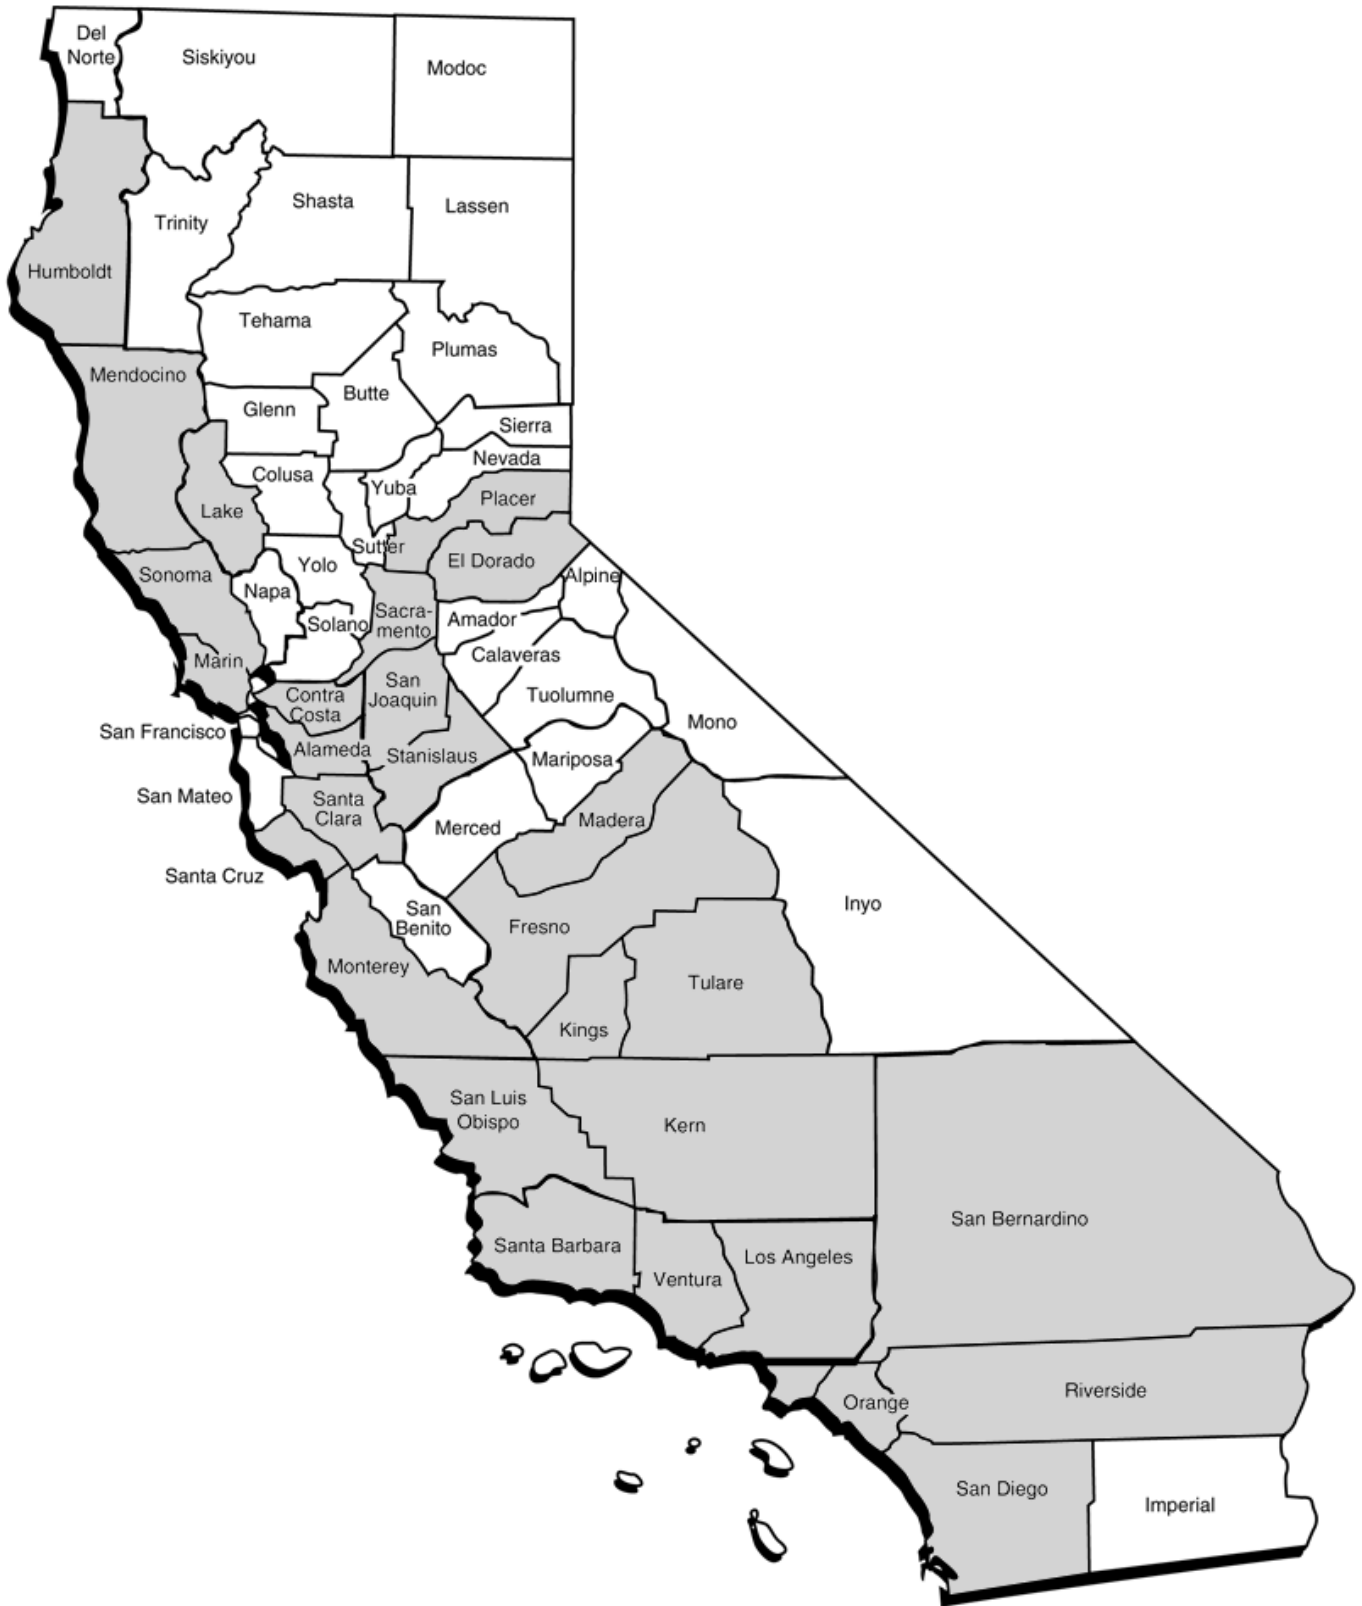 Del
Norte
Siskiyou
Modoc
Shasta
Lassen
Trinity
Humboldt
Tehama
Plumas
Mendocino
Butte
Glenn
Sierra
Nevada
Colusa
Yuba
Placer
Lake
Sutter
El Dorado
Yolo
Sonoma
Alpine
Napa
Sacra-
mento
Amador
Solano
Calaveras
Marin
San
Joaquin
Contra
Costa
Tuolumne
Mono
San Francisco
Alameda
Stanislaus
Mariposa
San Mateo
Santa
Clara
Madera
Merced
Santa Cruz
Inyo
San
Benito
Fresno
Monterey
Tulare
Kings
San Luis
Obispo
Kern
San Bernardino
Santa Barbara
Los Angeles
Ventura
Riverside
Orange
San Diego
Imperial